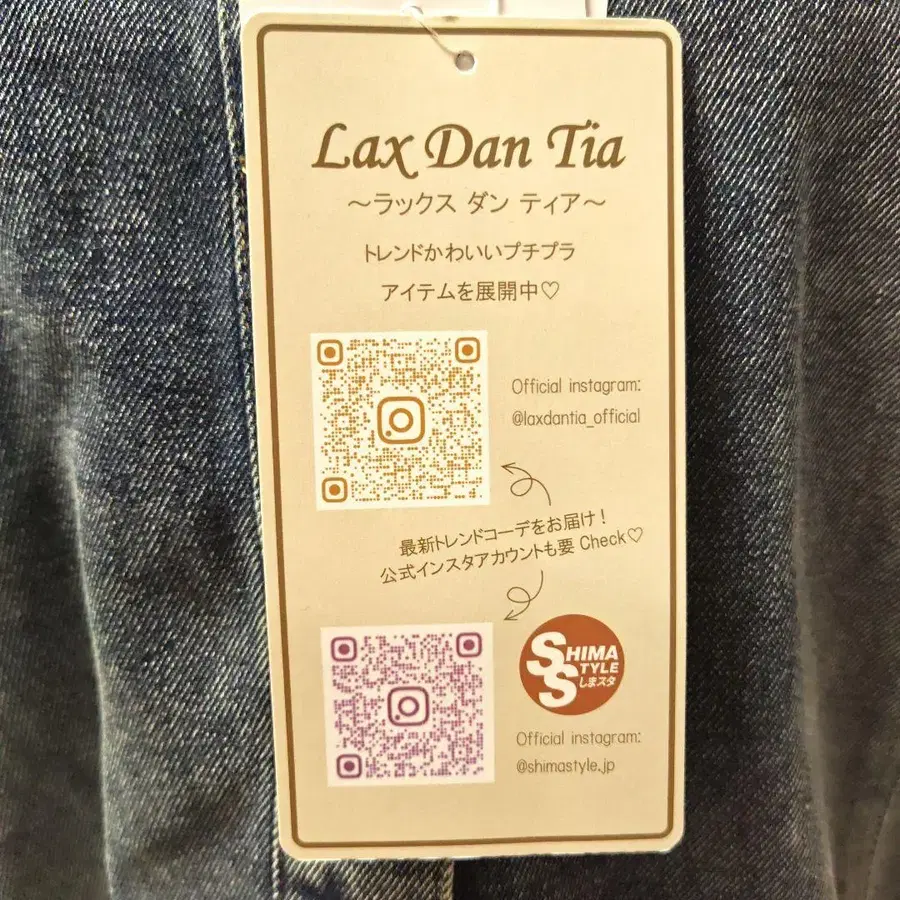 Lax Dan Tia
～ラックス ダン ティア～
トレンドかわいいプチプラ
アイテムを展開中♡
Official instagram:
@laxdantia_official
最新トレンドコーデをお届け！
公式インスタアカウントも要 Check♡
SHIMA
STYLE
しまスタ
Official instagram:
@shimastyle.jp